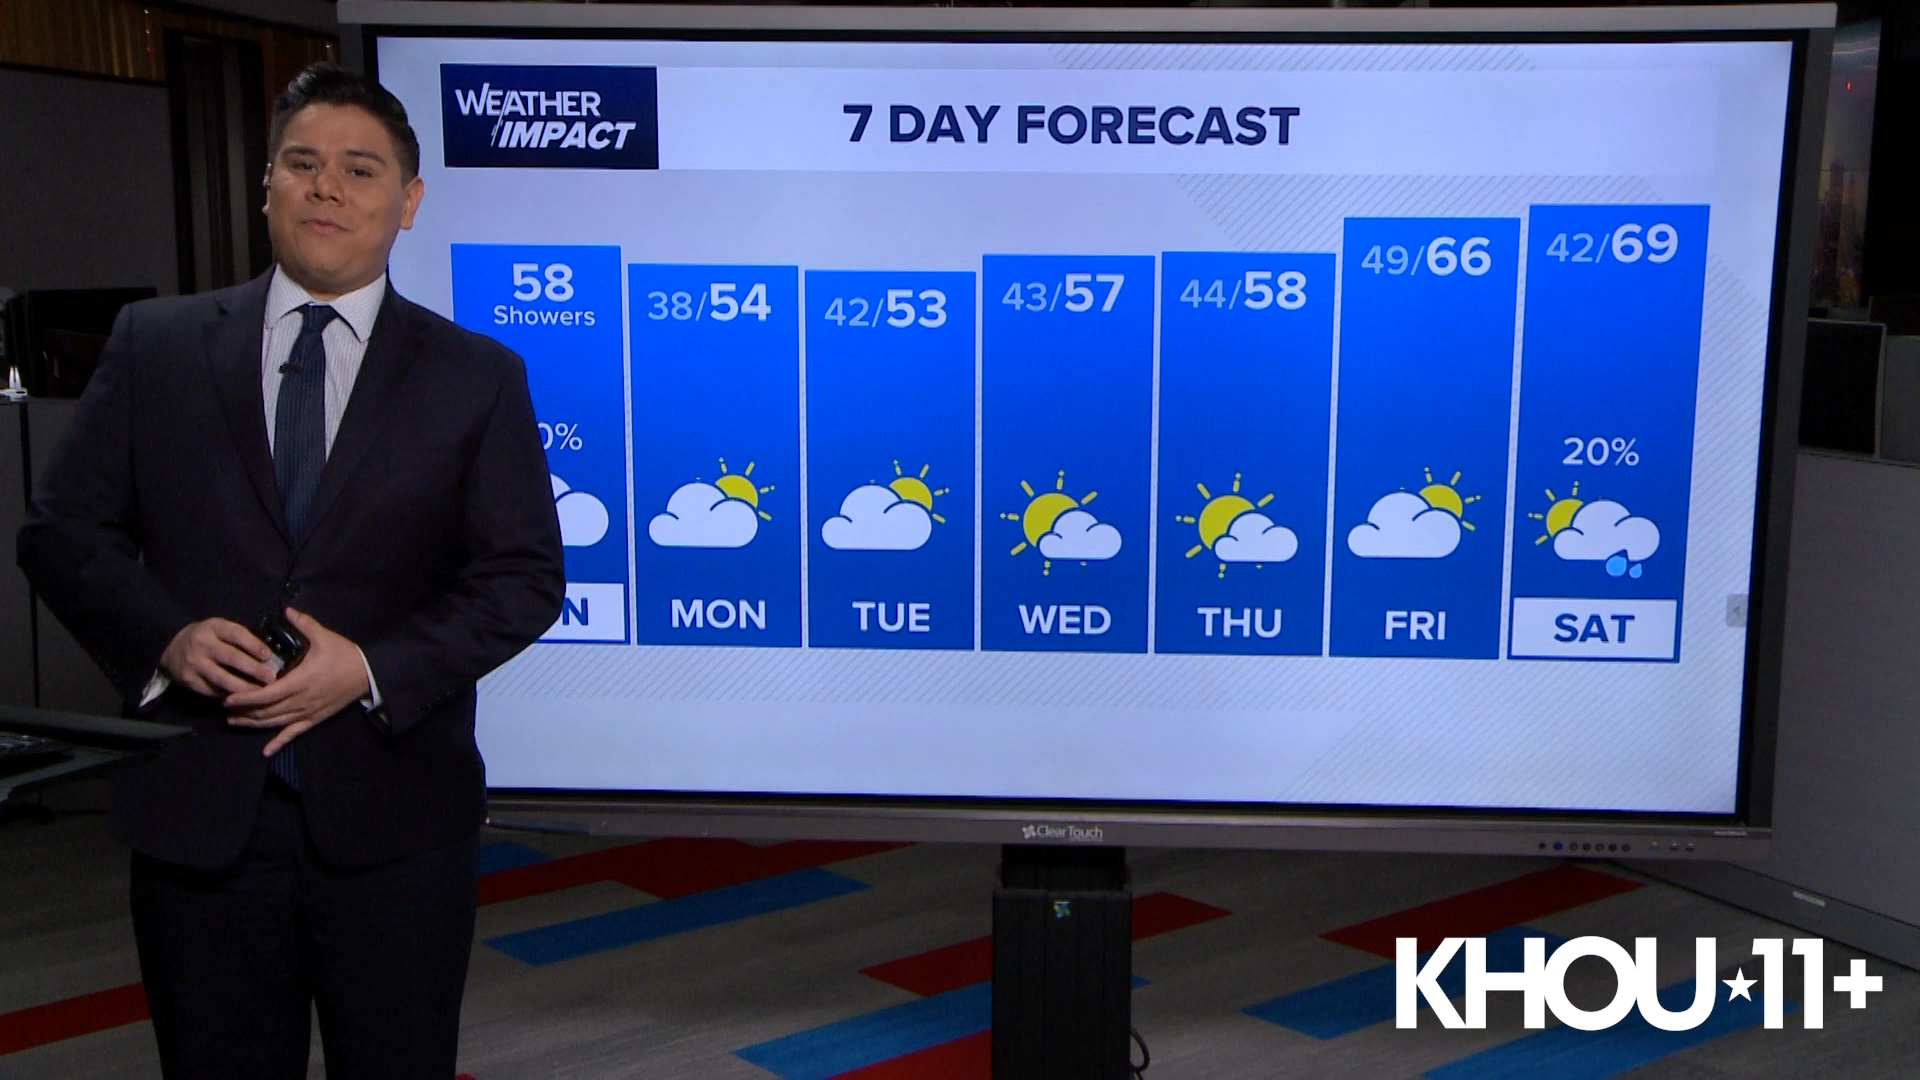 WEATHER
IMPACT
7 DAY FORECAST
58
Showers
38/54
42/53
43/57
44/58
49/66
42/69
0%
20%
N
MON
TUE
WED
THU
FRI
SAT
ClearTouch
KHOU★11+